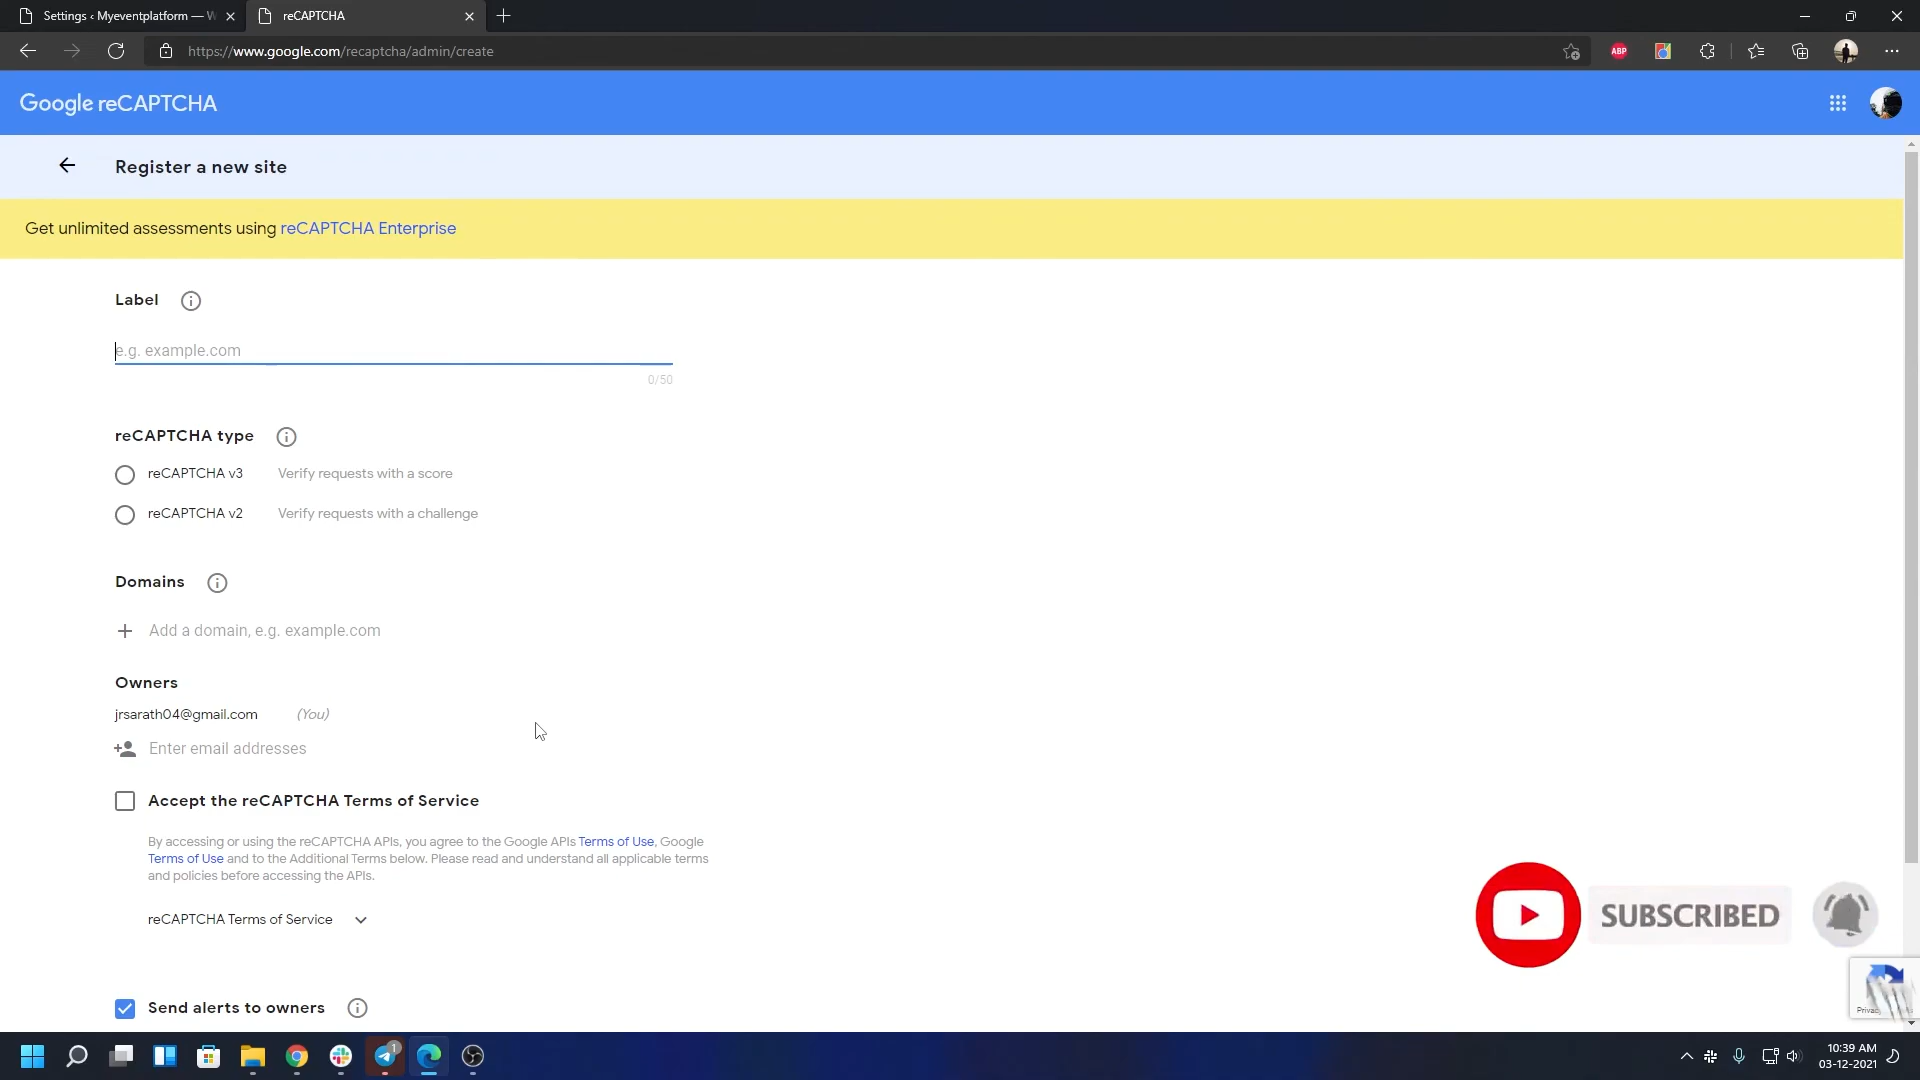 Settings ‹ Myeventplatform — W
reCAPTCHA
https://www.google.com/recaptcha/admin/create
ABP
Google reCAPTCHA
Register a new site
Get unlimited assessments using reCAPTCHA Enterprise
Label
e.g. example.com
0/50
reCAPTCHA type
reCAPTCHA v3 Verify requests with a score
reCAPTCHA v2 Verify requests with a challenge
Domains
Add a domain, e.g. example.com
Owners
jrsarath04@gmail.com (You)
Enter email addresses
Accept the reCAPTCHA Terms of Service
By accessing or using the reCAPTCHA APIs, you agree to the Google APIs Terms of Use, Google
Terms of Use and to the Additional Terms below. Please read and understand all applicable terms
and policies before accessing the APIs.
reCAPTCHA Terms of Service
SUBSCRIBED
Send alerts to owners
1
10:39 AM
03-12-2021